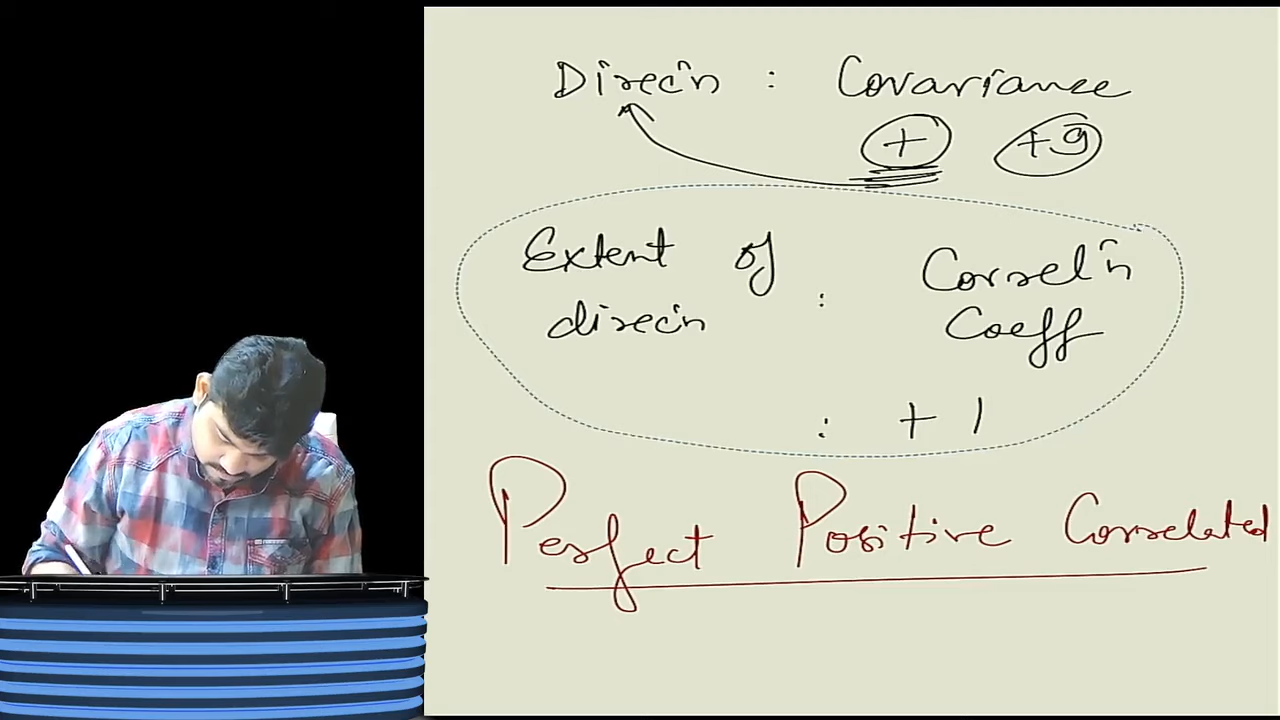 Direc'n : Covariance
+ +9
Extent of
direc'n : Correl'n
Coeff
: + 1
Perfect Positive Correlated